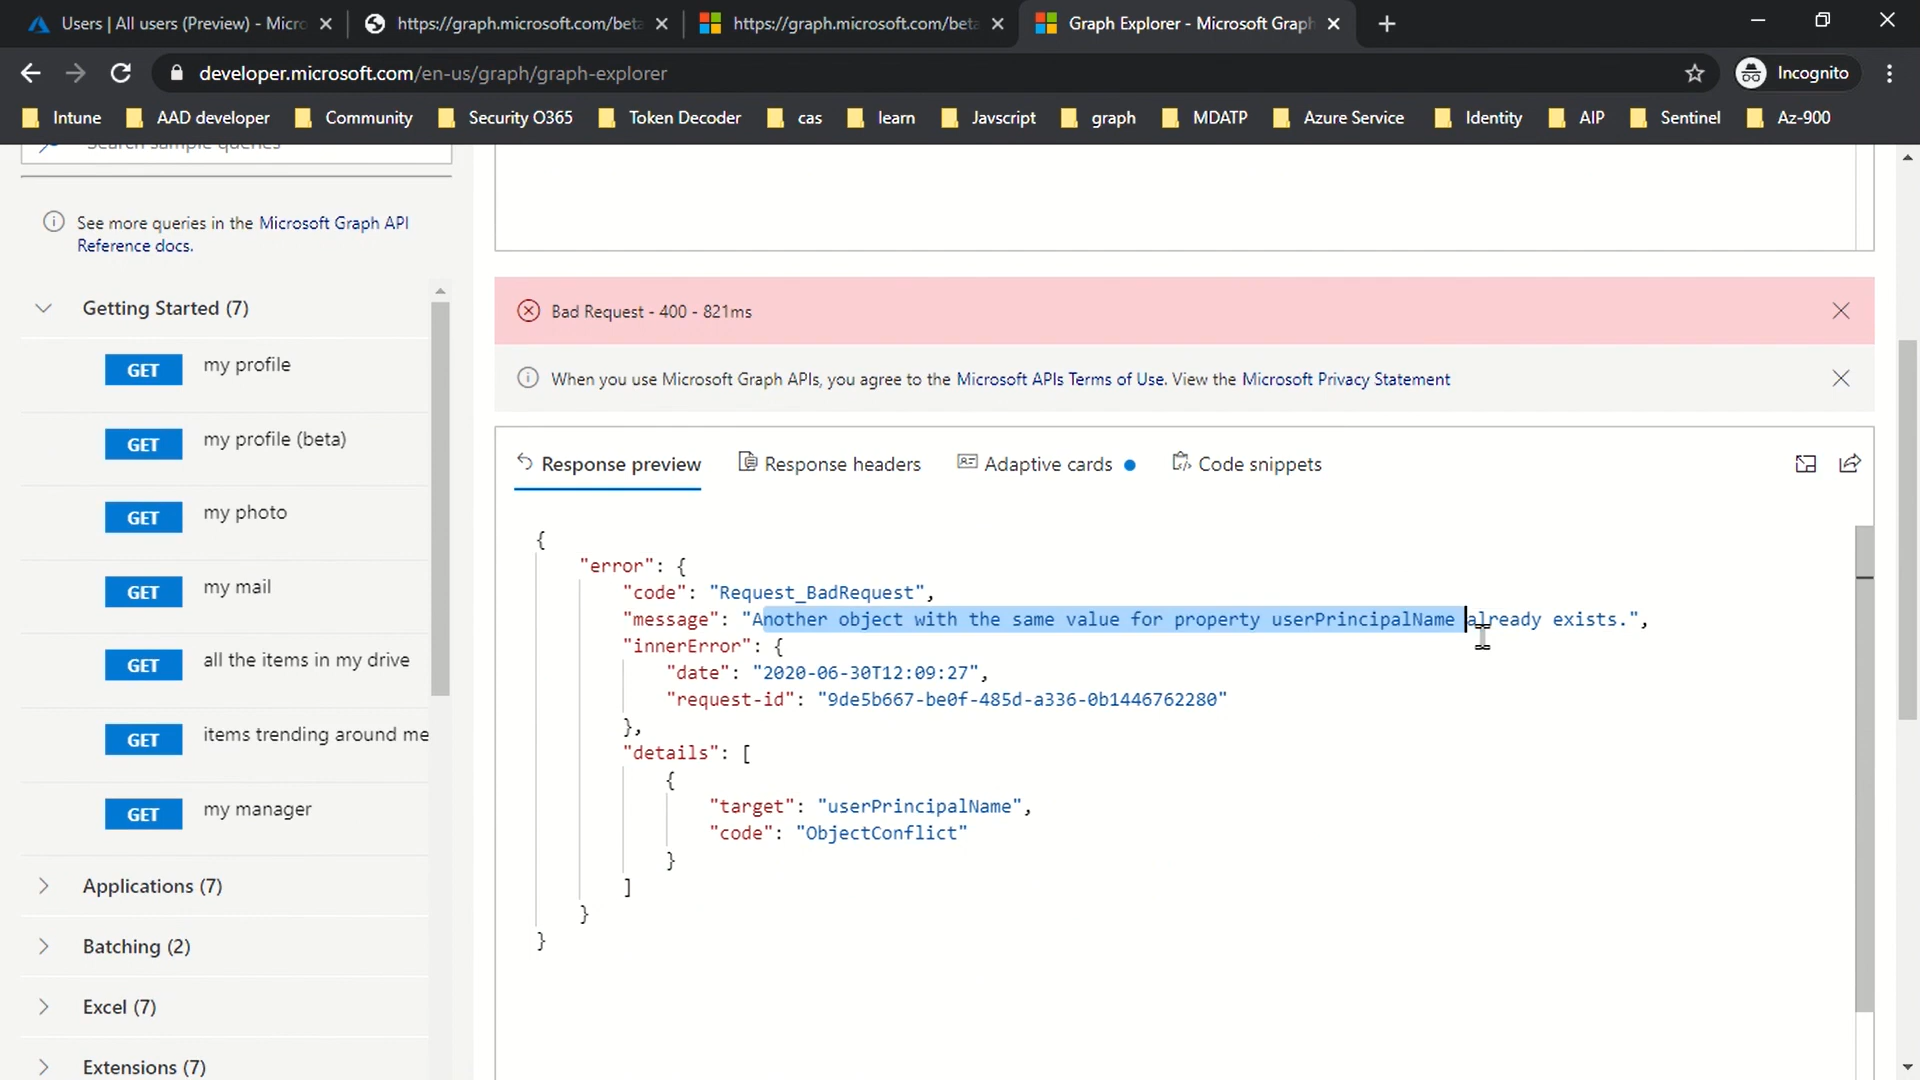 Users | All users (Preview) - Micro
https://graph.microsoft.com/beta
https://graph.microsoft.com/beta
Graph Explorer - Microsoft Graph
developer.microsoft.com/en-us/graph/graph-explorer
Incognito
Intune
AAD developer
Community
Security O365
Token Decoder
cas
learn
Javscript
graph
MDATP
Azure Service
Identity
AIP
Sentinel
Az-900
Search sample queries
See more queries in the Microsoft Graph API
Reference docs.
Getting Started (7)
GET my profile
GET my profile (beta)
GET my photo
GET my mail
GET all the items in my drive
GET items trending around me
GET my manager
Applications (7)
Batching (2)
Excel (7)
Extensions (7)
Bad Request - 400 - 821ms
When you use Microsoft Graph APIs, you agree to the Microsoft APIs Terms of Use. View the Microsoft Privacy Statement
Response preview
Response headers
Adaptive cards
Code snippets
{
"error": {
"code": "Request_BadRequest",
"message": "Another object with the same value for property userPrincipalName already exists.",
"innerError": {
"date": "2020-06-30T12:09:27",
"request-id": "9de5b667-be0f-485d-a336-0b1446762280"
},
"details": [
{
"target": "userPrincipalName",
"code": "ObjectConflict"
}
]
}
}